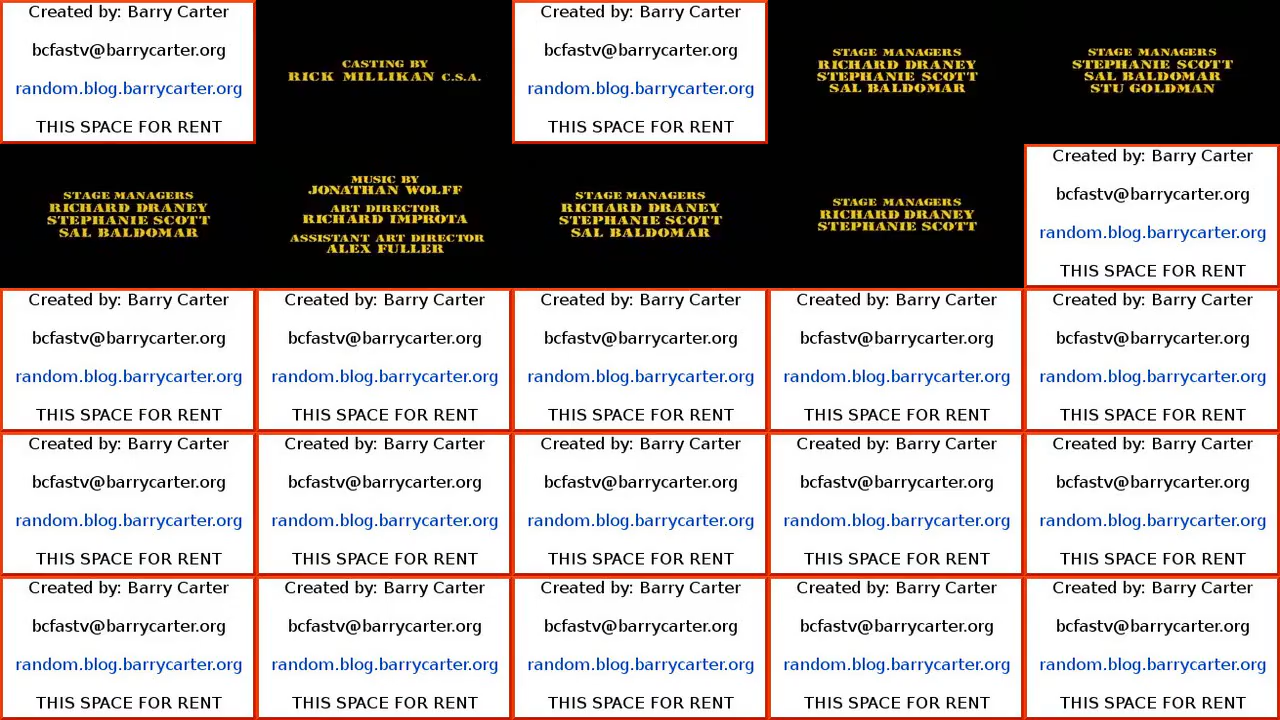 Created by: Barry Carter
bcfastv@barrycarter.org
random.blog.barrycarter.org
THIS SPACE FOR RENT
CASTING BY
RICK MILLIKAN C.S.A.
Created by: Barry Carter
bcfastv@barrycarter.org
random.blog.barrycarter.org
THIS SPACE FOR RENT
STAGE MANAGERS
RICHARD DRANEY
STEPHANIE SCOTT
SAL BALDOMAR
STAGE MANAGERS
STEPHANIE SCOTT
SAL BALDOMAR
STU GOLDMAN
STAGE MANAGERS
RICHARD DRANEY
STEPHANIE SCOTT
SAL BALDOMAR
MUSIC BY
JONATHAN WOLFF
ART DIRECTOR
RICHARD IMPROTA
ASSISTANT ART DIRECTOR
ALEX FULLER
STAGE MANAGERS
RICHARD DRANEY
STEPHANIE SCOTT
SAL BALDOMAR
STAGE MANAGERS
RICHARD DRANEY
STEPHANIE SCOTT
Created by: Barry Carter
bcfastv@barrycarter.org
random.blog.barrycarter.org
THIS SPACE FOR RENT
Created by: Barry Carter
bcfastv@barrycarter.org
random.blog.barrycarter.org
THIS SPACE FOR RENT
Created by: Barry Carter
bcfastv@barrycarter.org
random.blog.barrycarter.org
THIS SPACE FOR RENT
Created by: Barry Carter
bcfastv@barrycarter.org
random.blog.barrycarter.org
THIS SPACE FOR RENT
Created by: Barry Carter
bcfastv@barrycarter.org
random.blog.barrycarter.org
THIS SPACE FOR RENT
Created by: Barry Carter
bcfastv@barrycarter.org
random.blog.barrycarter.org
THIS SPACE FOR RENT
Created by: Barry Carter
bcfastv@barrycarter.org
random.blog.barrycarter.org
THIS SPACE FOR RENT
Created by: Barry Carter
bcfastv@barrycarter.org
random.blog.barrycarter.org
THIS SPACE FOR RENT
Created by: Barry Carter
bcfastv@barrycarter.org
random.blog.barrycarter.org
THIS SPACE FOR RENT
Created by: Barry Carter
bcfastv@barrycarter.org
random.blog.barrycarter.org
THIS SPACE FOR RENT
Created by: Barry Carter
bcfastv@barrycarter.org
random.blog.barrycarter.org
THIS SPACE FOR RENT
Created by: Barry Carter
bcfastv@barrycarter.org
random.blog.barrycarter.org
THIS SPACE FOR RENT
Created by: Barry Carter
bcfastv@barrycarter.org
random.blog.barrycarter.org
THIS SPACE FOR RENT
Created by: Barry Carter
bcfastv@barrycarter.org
random.blog.barrycarter.org
THIS SPACE FOR RENT
Created by: Barry Carter
bcfastv@barrycarter.org
random.blog.barrycarter.org
THIS SPACE FOR RENT
Created by: Barry Carter
bcfastv@barrycarter.org
random.blog.barrycarter.org
THIS SPACE FOR RENT